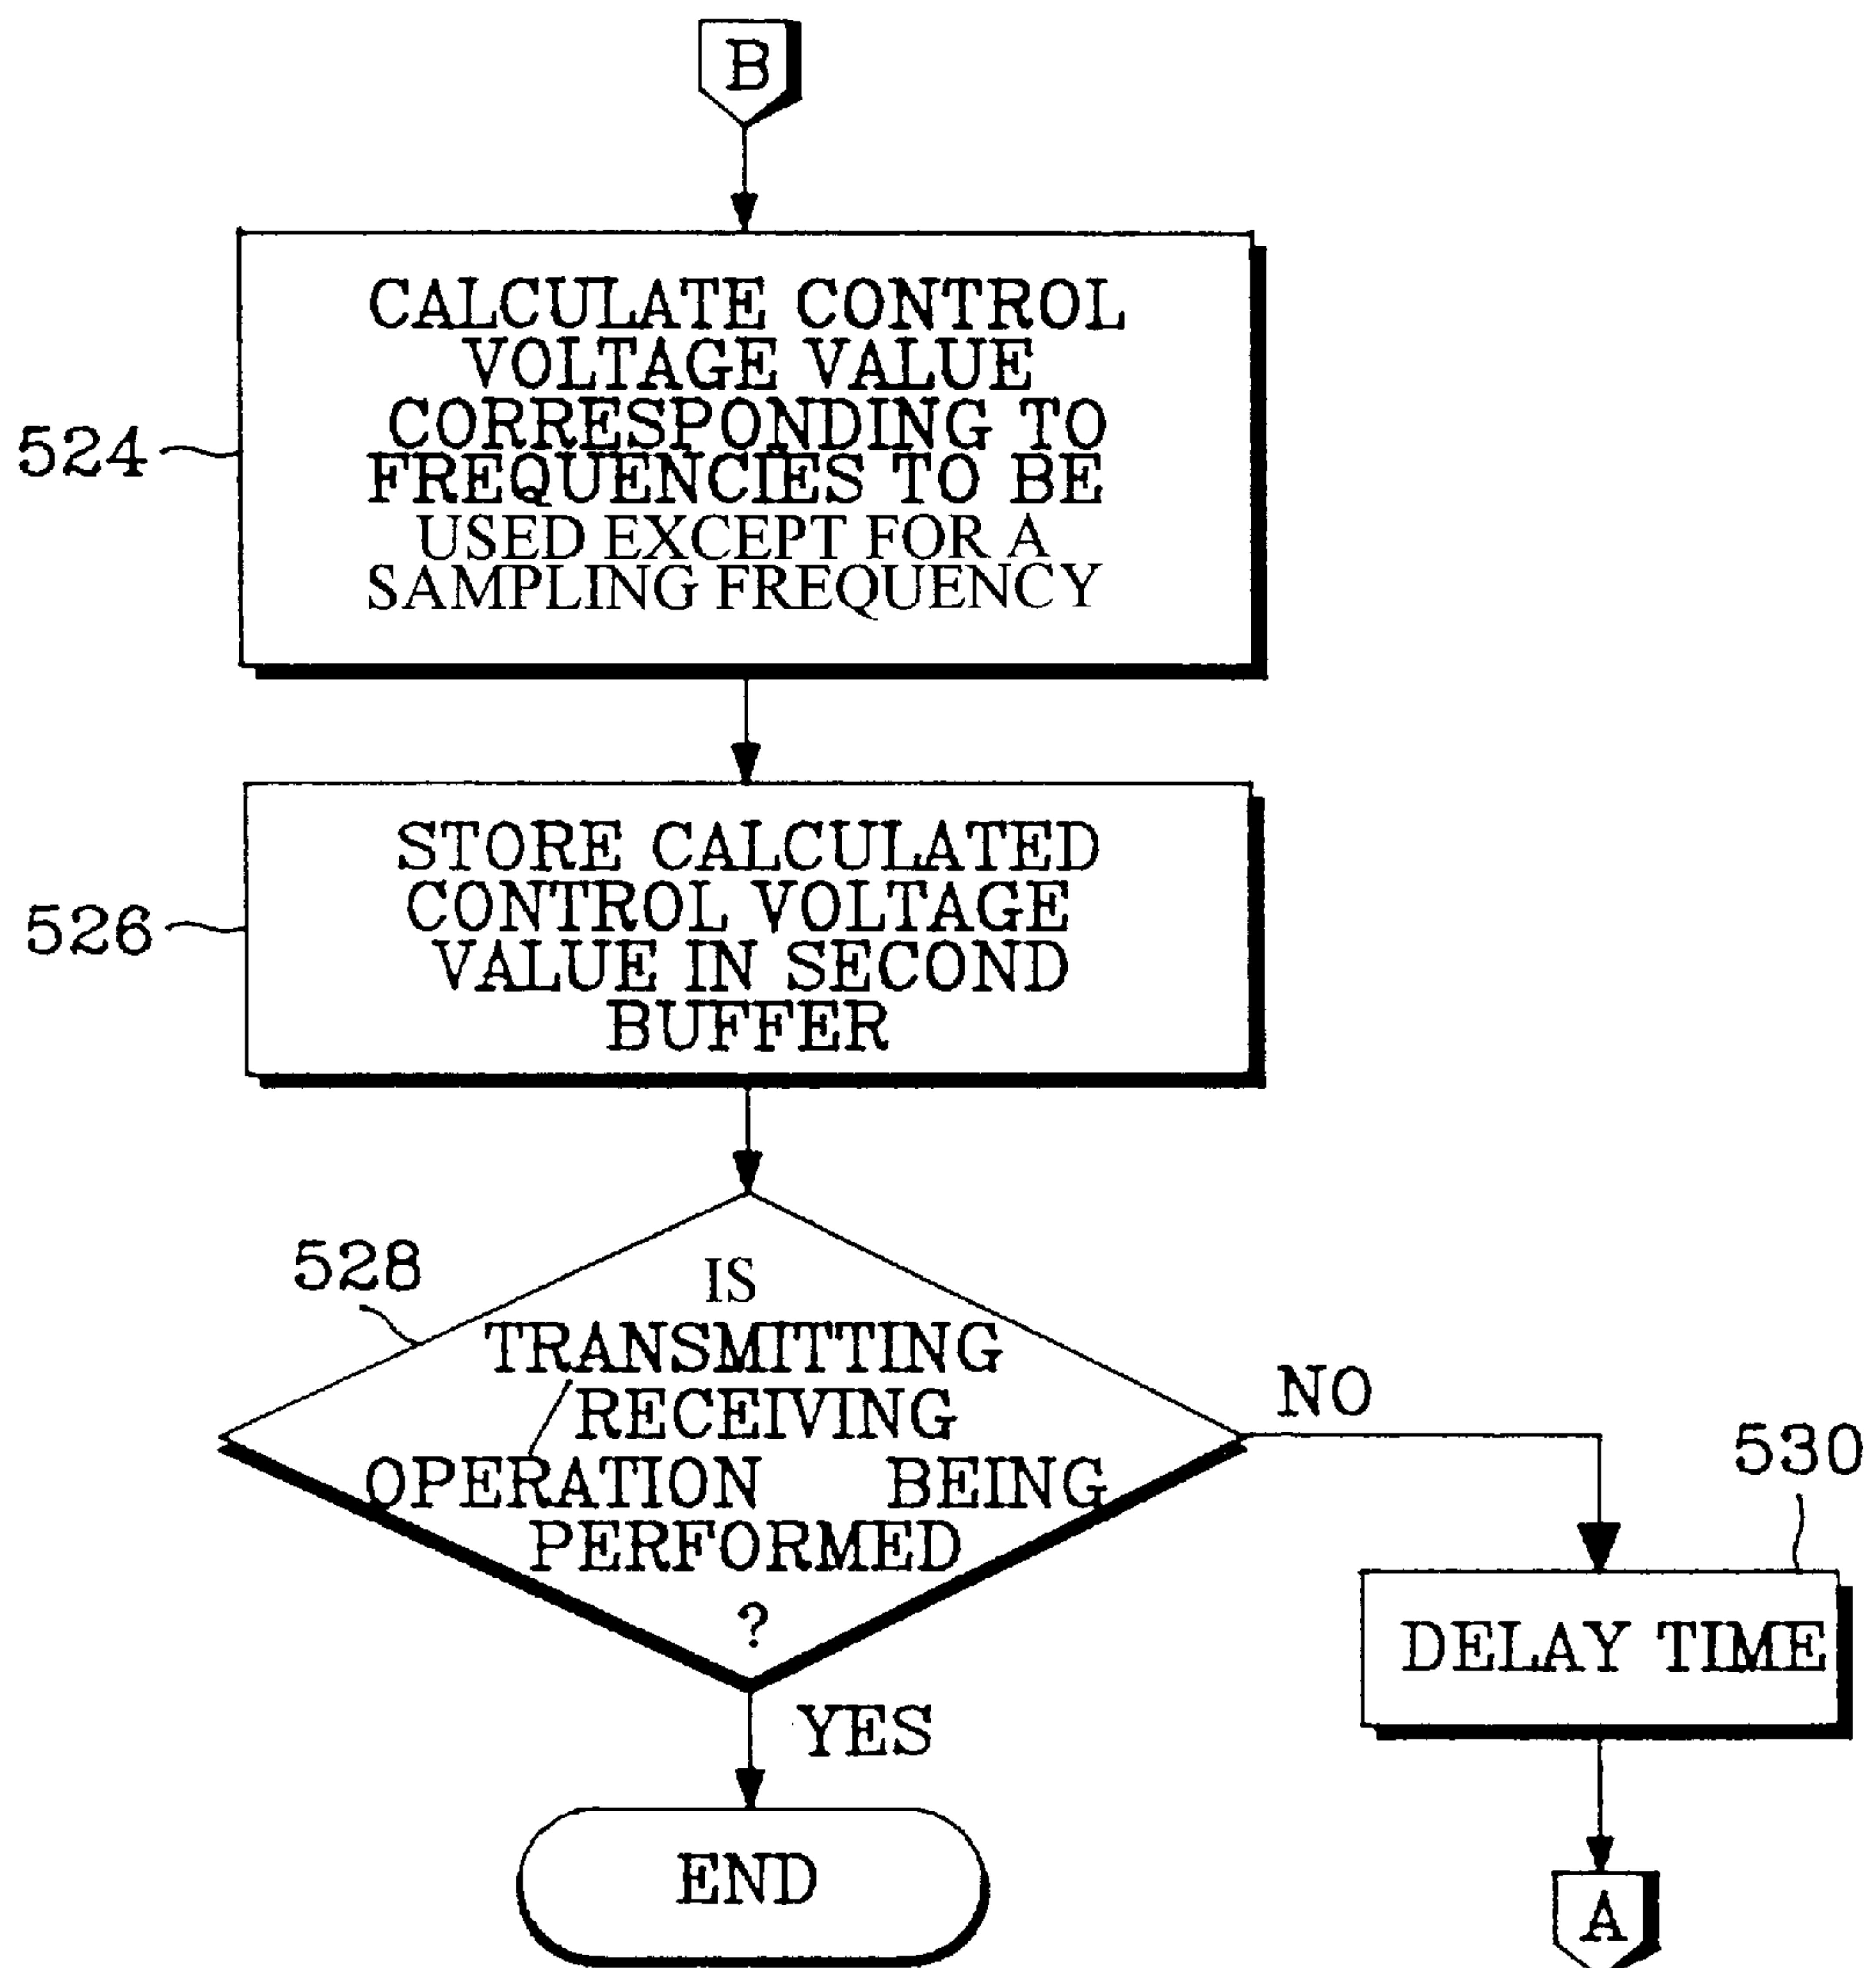 B
CALCULATE CONTROL
VOLTAGE VALUE
CORRESPONDING TO
FREQUENCIES TO BE
USED EXCEPT FOR A
SAMPLING FREQUENCY
524
STORE CALCULATED
CONTROL VOLTAGE
VALUE IN SECOND
BUFFER
526
528
IS
TRANSMITTING
/RECEIVING
OPERATION BEING
PERFORMED
?
NO
530
DELAY TIME
YES
END
A